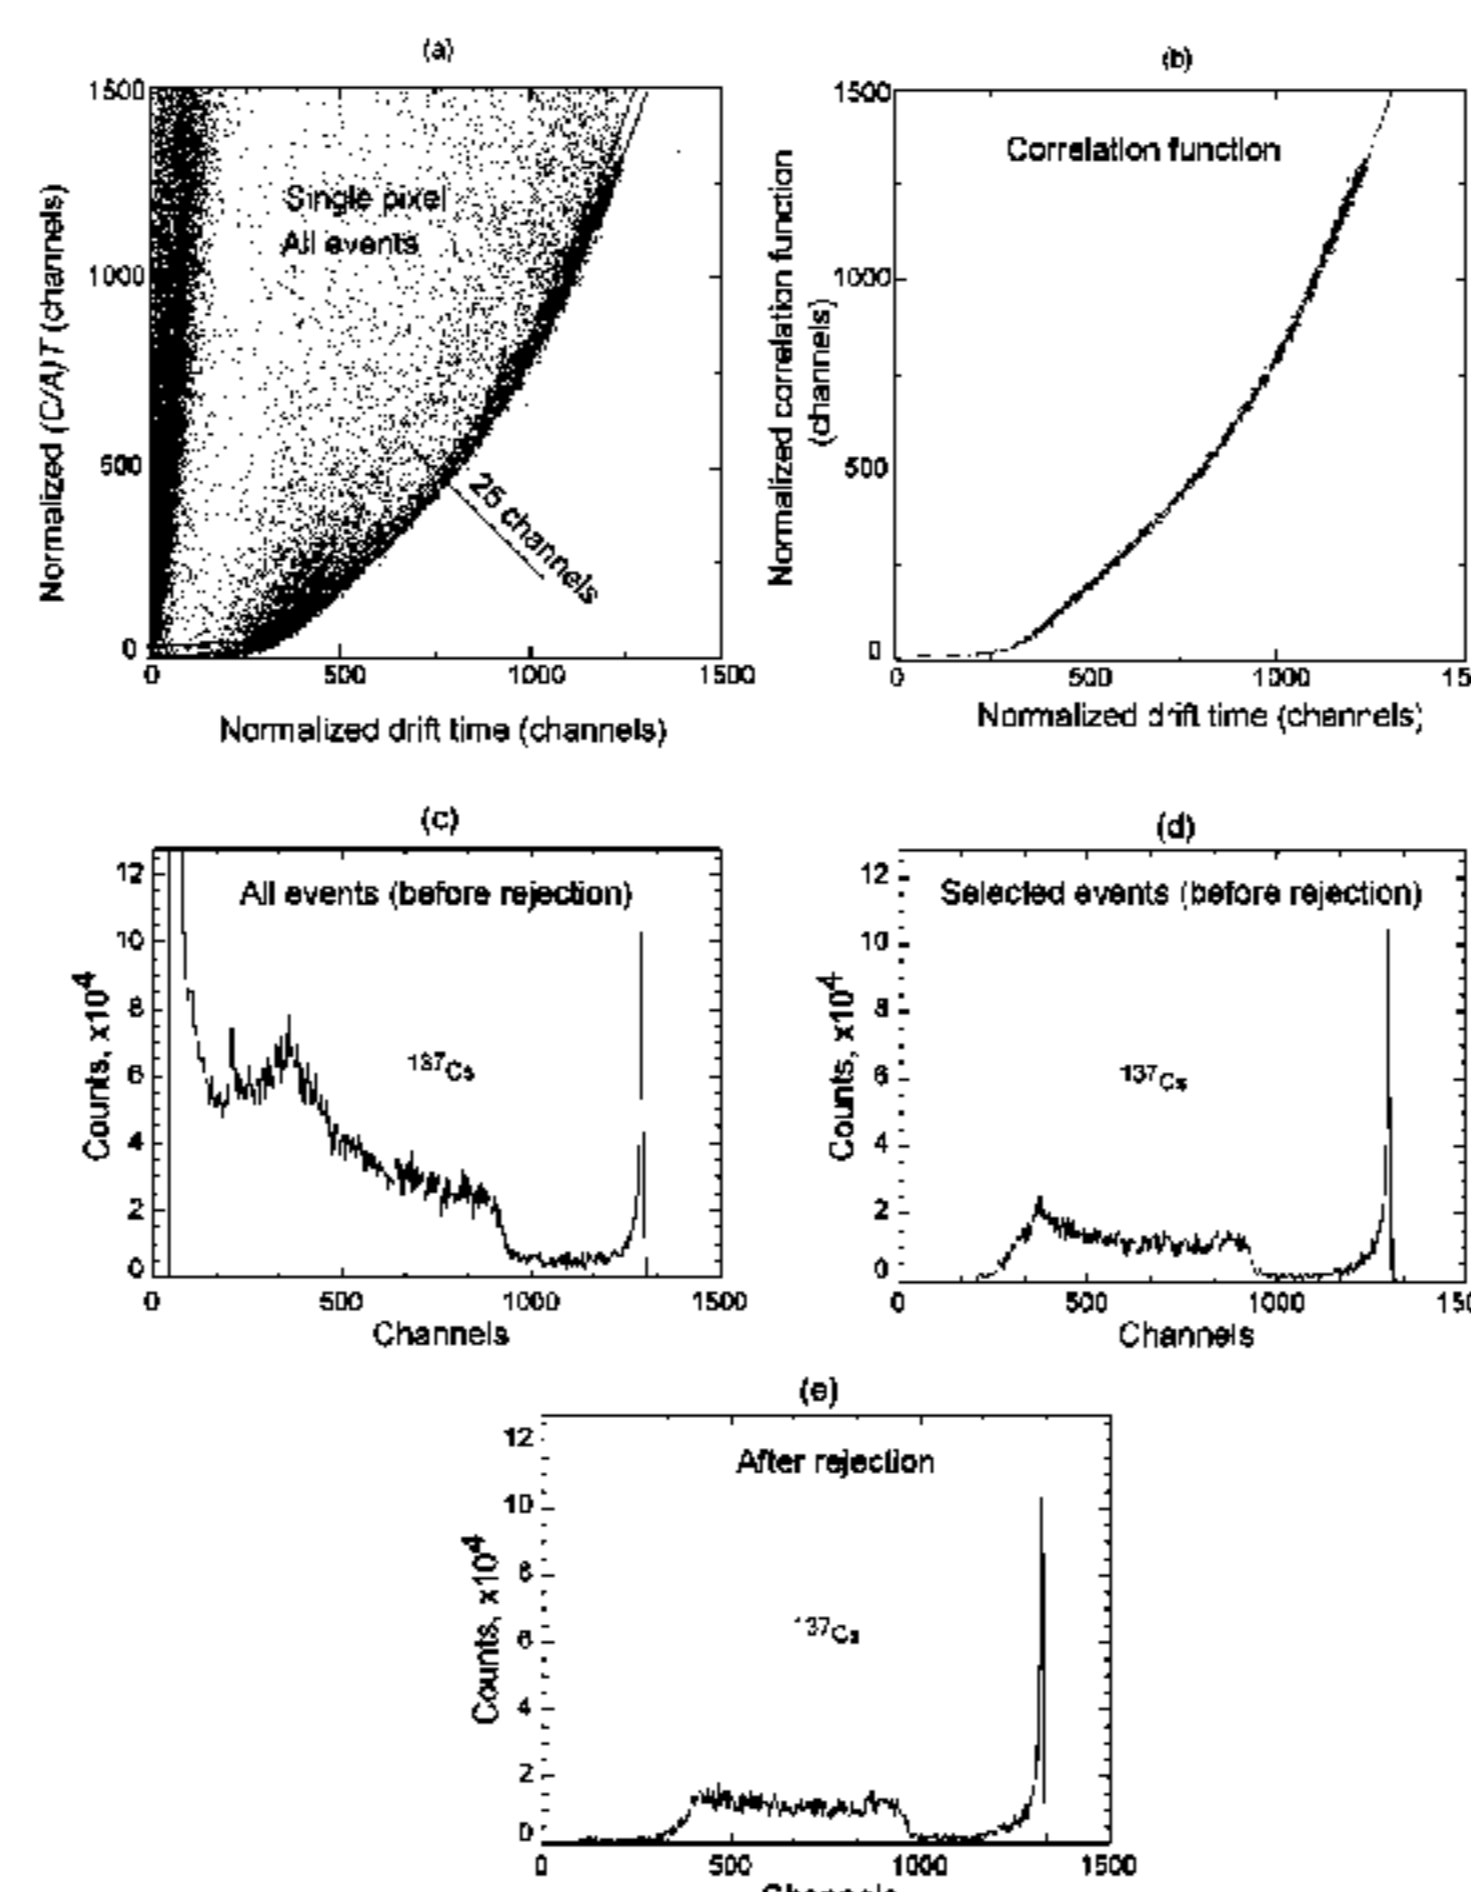 (a)
1500
1000
500
0
Normalized (C/A)T (channels)
Single pixel
All events
25 channels
0 500 1000 1500
Normalized drift time (channels)
(b)
1500
1000
500
0
Normalized correlation function
(channels)
Correlation function
0 500 1000 15
Normalized drift time (channels)
(c)
12
10
8
6
4
2
0
Counts, x10⁴
All events (before rejection)
¹³⁷Cs
0 500 1000 1500
Channels
(d)
12
10
8
6
4
2
0
Counts, x10⁴
Selected events (before rejection)
¹³⁷Cs
0 500 1000 150
Channels
(e)
12
10
8
6
4
2
0
Counts, x10⁴
After rejection
¹³⁷Cs
0 500 1000 1500
Channels